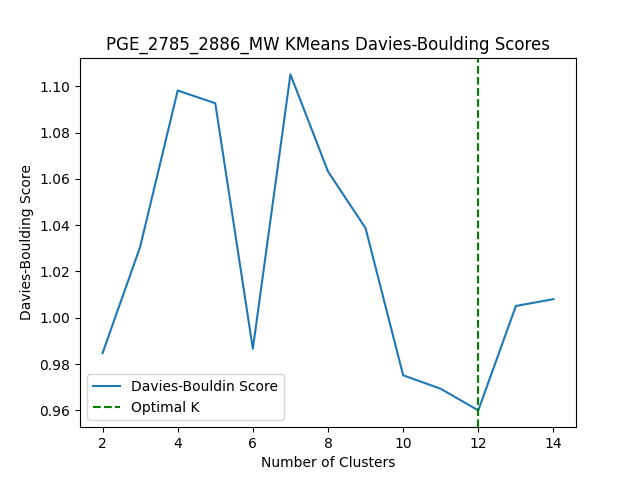 PGE_2785_2886_MW KMeans Davies-Boulding Scores
Davies-Boulding Score
1.10
1.08
1.06
1.04
1.02
1.00
0.98
0.96
Davies-Bouldin Score
Optimal K
2 4 6 8 10 12 14
Number of Clusters